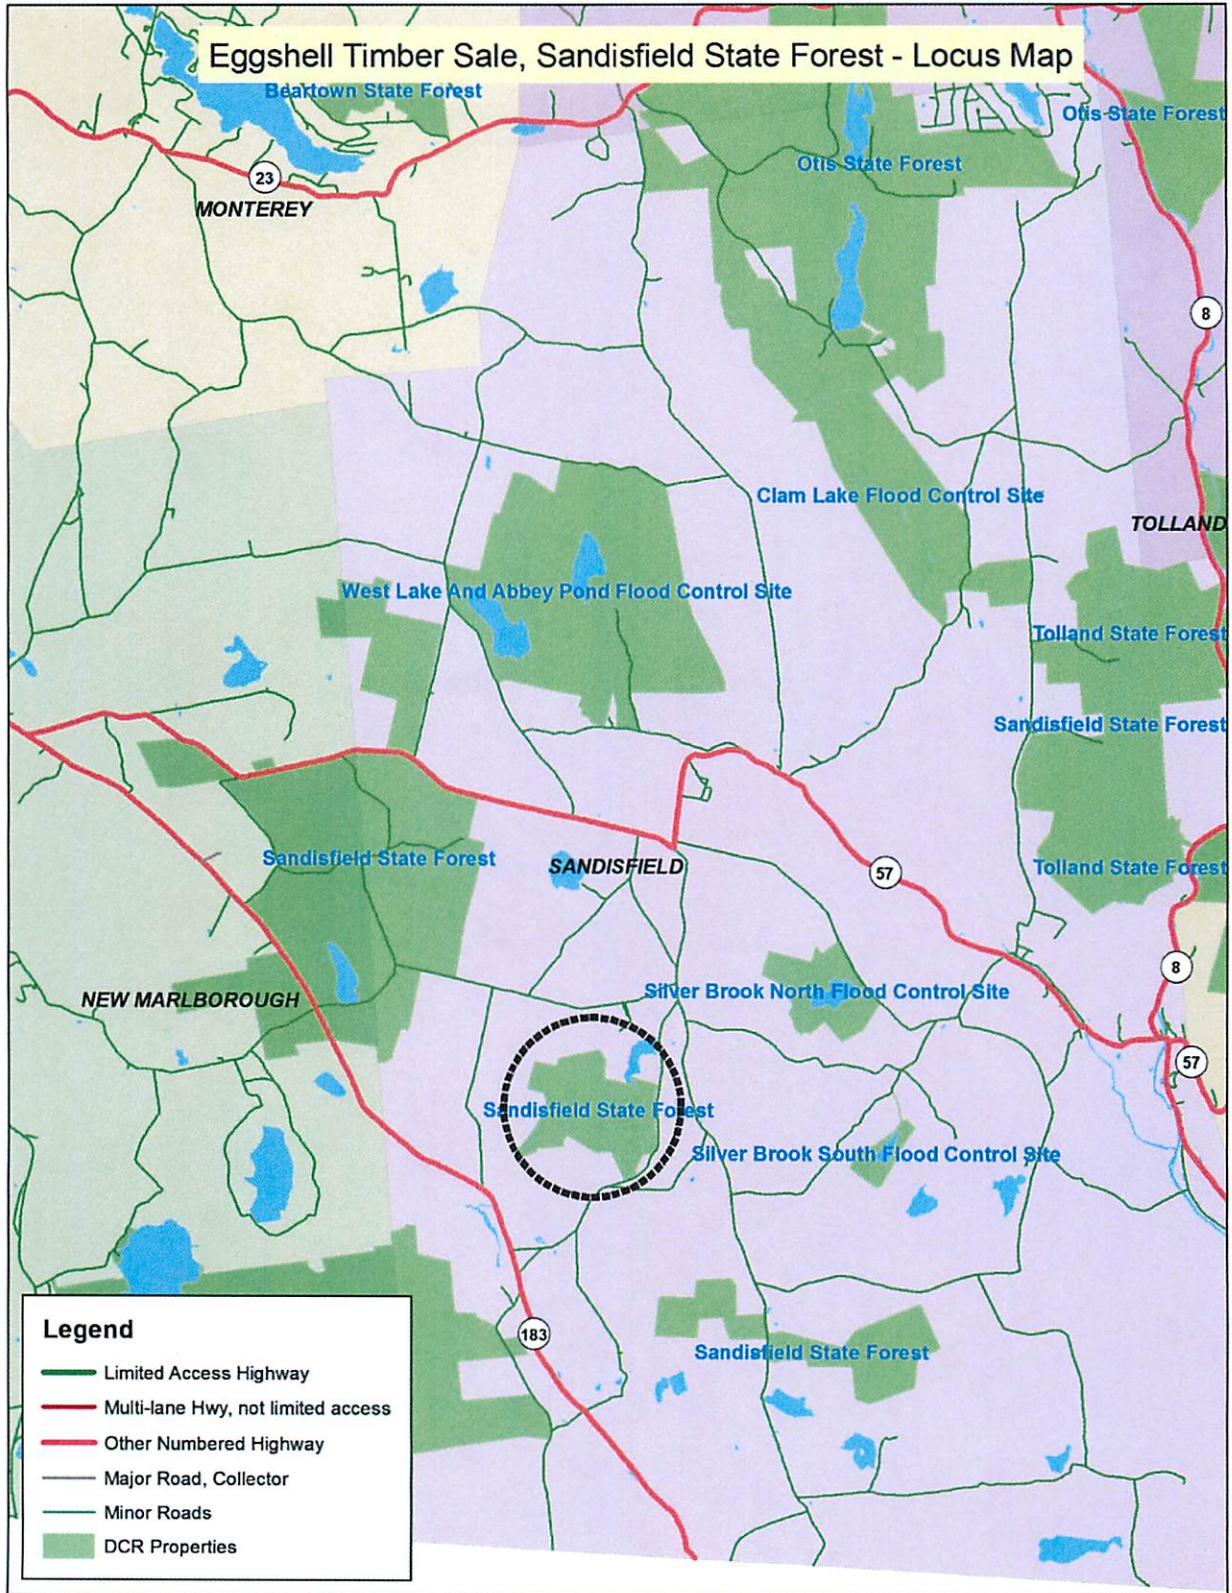 Eggshell Timber Sale, Sandisfield State Forest - Locus Map
Beartown State Forest
Otis State Forest
Otis State Forest
23
MONTEREY
8
Clam Lake Flood Control Site
TOLLAND
West Lake And Abbey Pond Flood Control Site
Tolland State Forest
Sandisfield State Forest
Sandisfield State Forest
SANDISFIELD
57
Tolland State Forest
8
NEW MARLBOROUGH
Silver Brook North Flood Control Site
57
Sandisfield State Forest
Silver Brook South Flood Control Site
183
Sandisfield State Forest
Legend
Limited Access Highway
Multi-lane Hwy, not limited access
Other Numbered Highway
Major Road, Collector
Minor Roads
DCR Properties